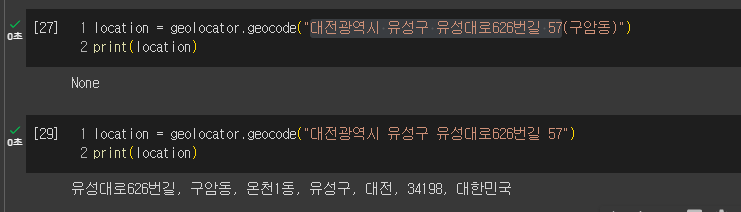 [27] 1 location = geolocator.geocode("대전광역시 유성구 유성대로626번길 57(구암동)")
0초 2 print(location)
None
[29] 1 location = geolocator.geocode("대전광역시 유성구 유성대로626번길 57")
0초 2 print(location)
유성대로626번길, 구암동, 온천1동, 유성구, 대전, 34198, 대한민국